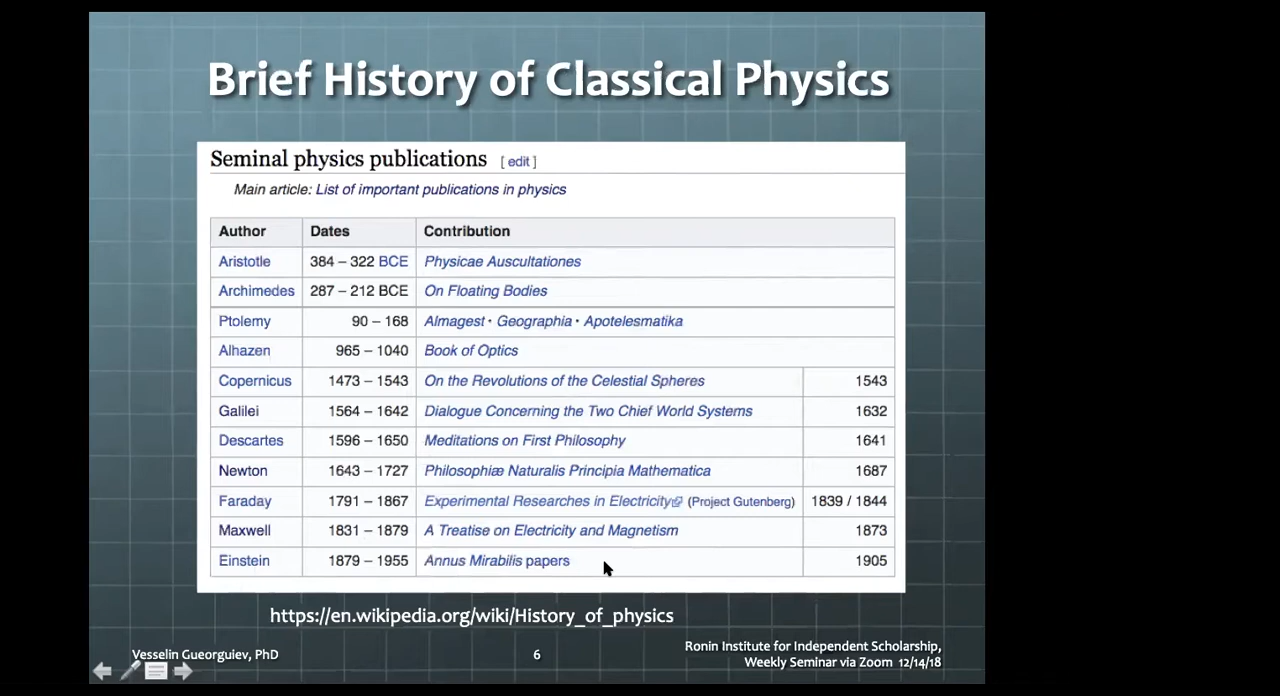 Brief History of Classical Physics
Seminal physics publications [ edit ]
Main article: List of important publications in physics
Author Dates Contribution
Aristotle 384 – 322 BCE Physicae Auscultationes
Archimedes 287 – 212 BCE On Floating Bodies
Ptolemy 90 – 168 Almagest · Geographia · Apotelesmatika
Alhazen 965 – 1040 Book of Optics
Copernicus 1473 – 1543 On the Revolutions of the Celestial Spheres 1543
Galilei 1564 – 1642 Dialogue Concerning the Two Chief World Systems 1632
Descartes 1596 – 1650 Meditations on First Philosophy 1641
Newton 1643 – 1727 Philosophiæ Naturalis Principia Mathematica 1687
Faraday 1791 – 1867 Experimental Researches in Electricity (Project Gutenberg) 1839 / 1844
Maxwell 1831 – 1879 A Treatise on Electricity and Magnetism 1873
Einstein 1879 – 1955 Annus Mirabilis papers 1905
https://en.wikipedia.org/wiki/History_of_physics
Vesselin Gueorguiev, PhD
6
Ronin Institute for Independent Scholarship,
Weekly Seminar via Zoom 12/14/18